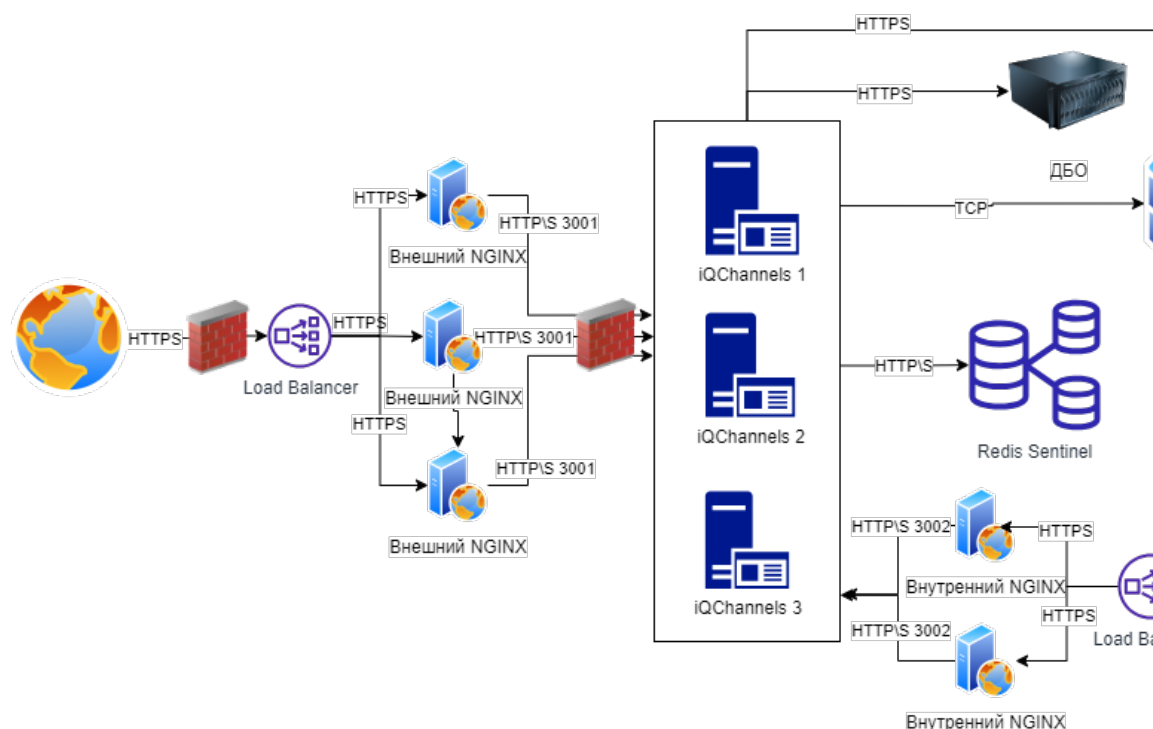 HTTPS
HTTPS
ДБО
TCP
HTTPS
HTTP\S 3001
Внешний NGINX
iQChannels 1
HTTPS
HTTPS
HTTP\S 3001
Load Balancer
Внешний NGINX
HTTP\S
iQChannels 2
Redis Sentinel
HTTPS
HTTP\S 3001
Внешний NGINX
iQChannels 3
HTTP\S 3002
HTTPS
Внутренний NGINX
HTTPS
HTTP\S 3002
Load
Внутренний NGINX